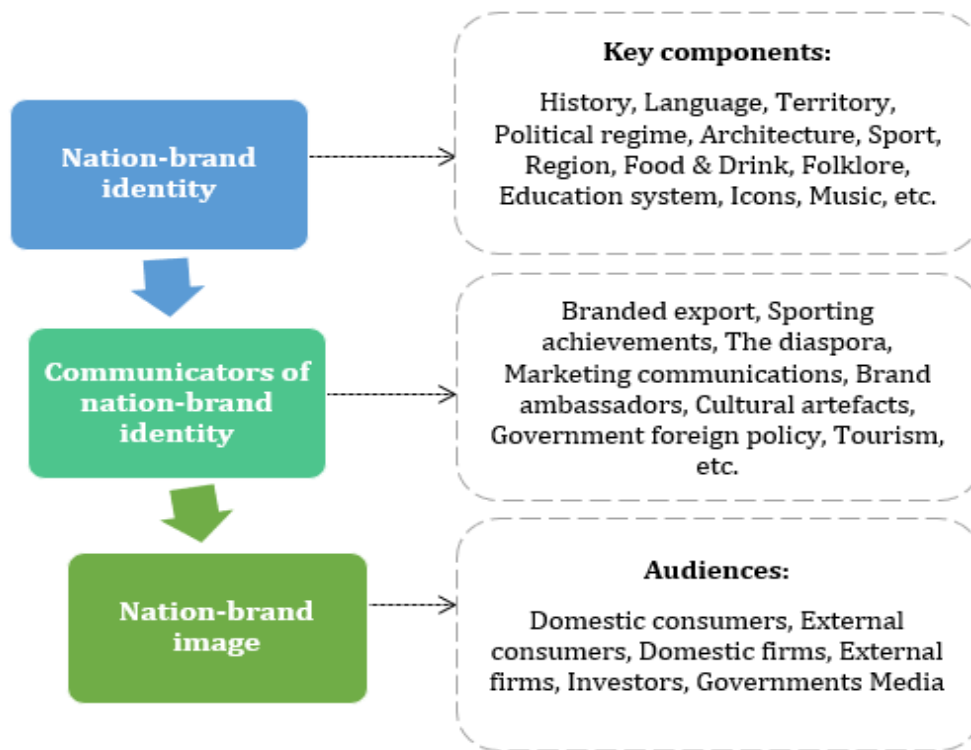 Key components:
History, Language, Territory,
Political regime, Architecture, Sport,
Region, Food & Drink, Folklore,
Education system, Icons, Music, etc.
Nation-brand
identity
Branded export, Sporting
achievements, The diaspora,
Marketing communications, Brand
ambassadors, Cultural artefacts,
Government foreign policy, Tourism,
etc.
Communicators of
nation-brand
identity
Audiences:
Domestic consumers, External
consumers, Domestic firms, External
firms, Investors, Governments Media
Nation-brand
image